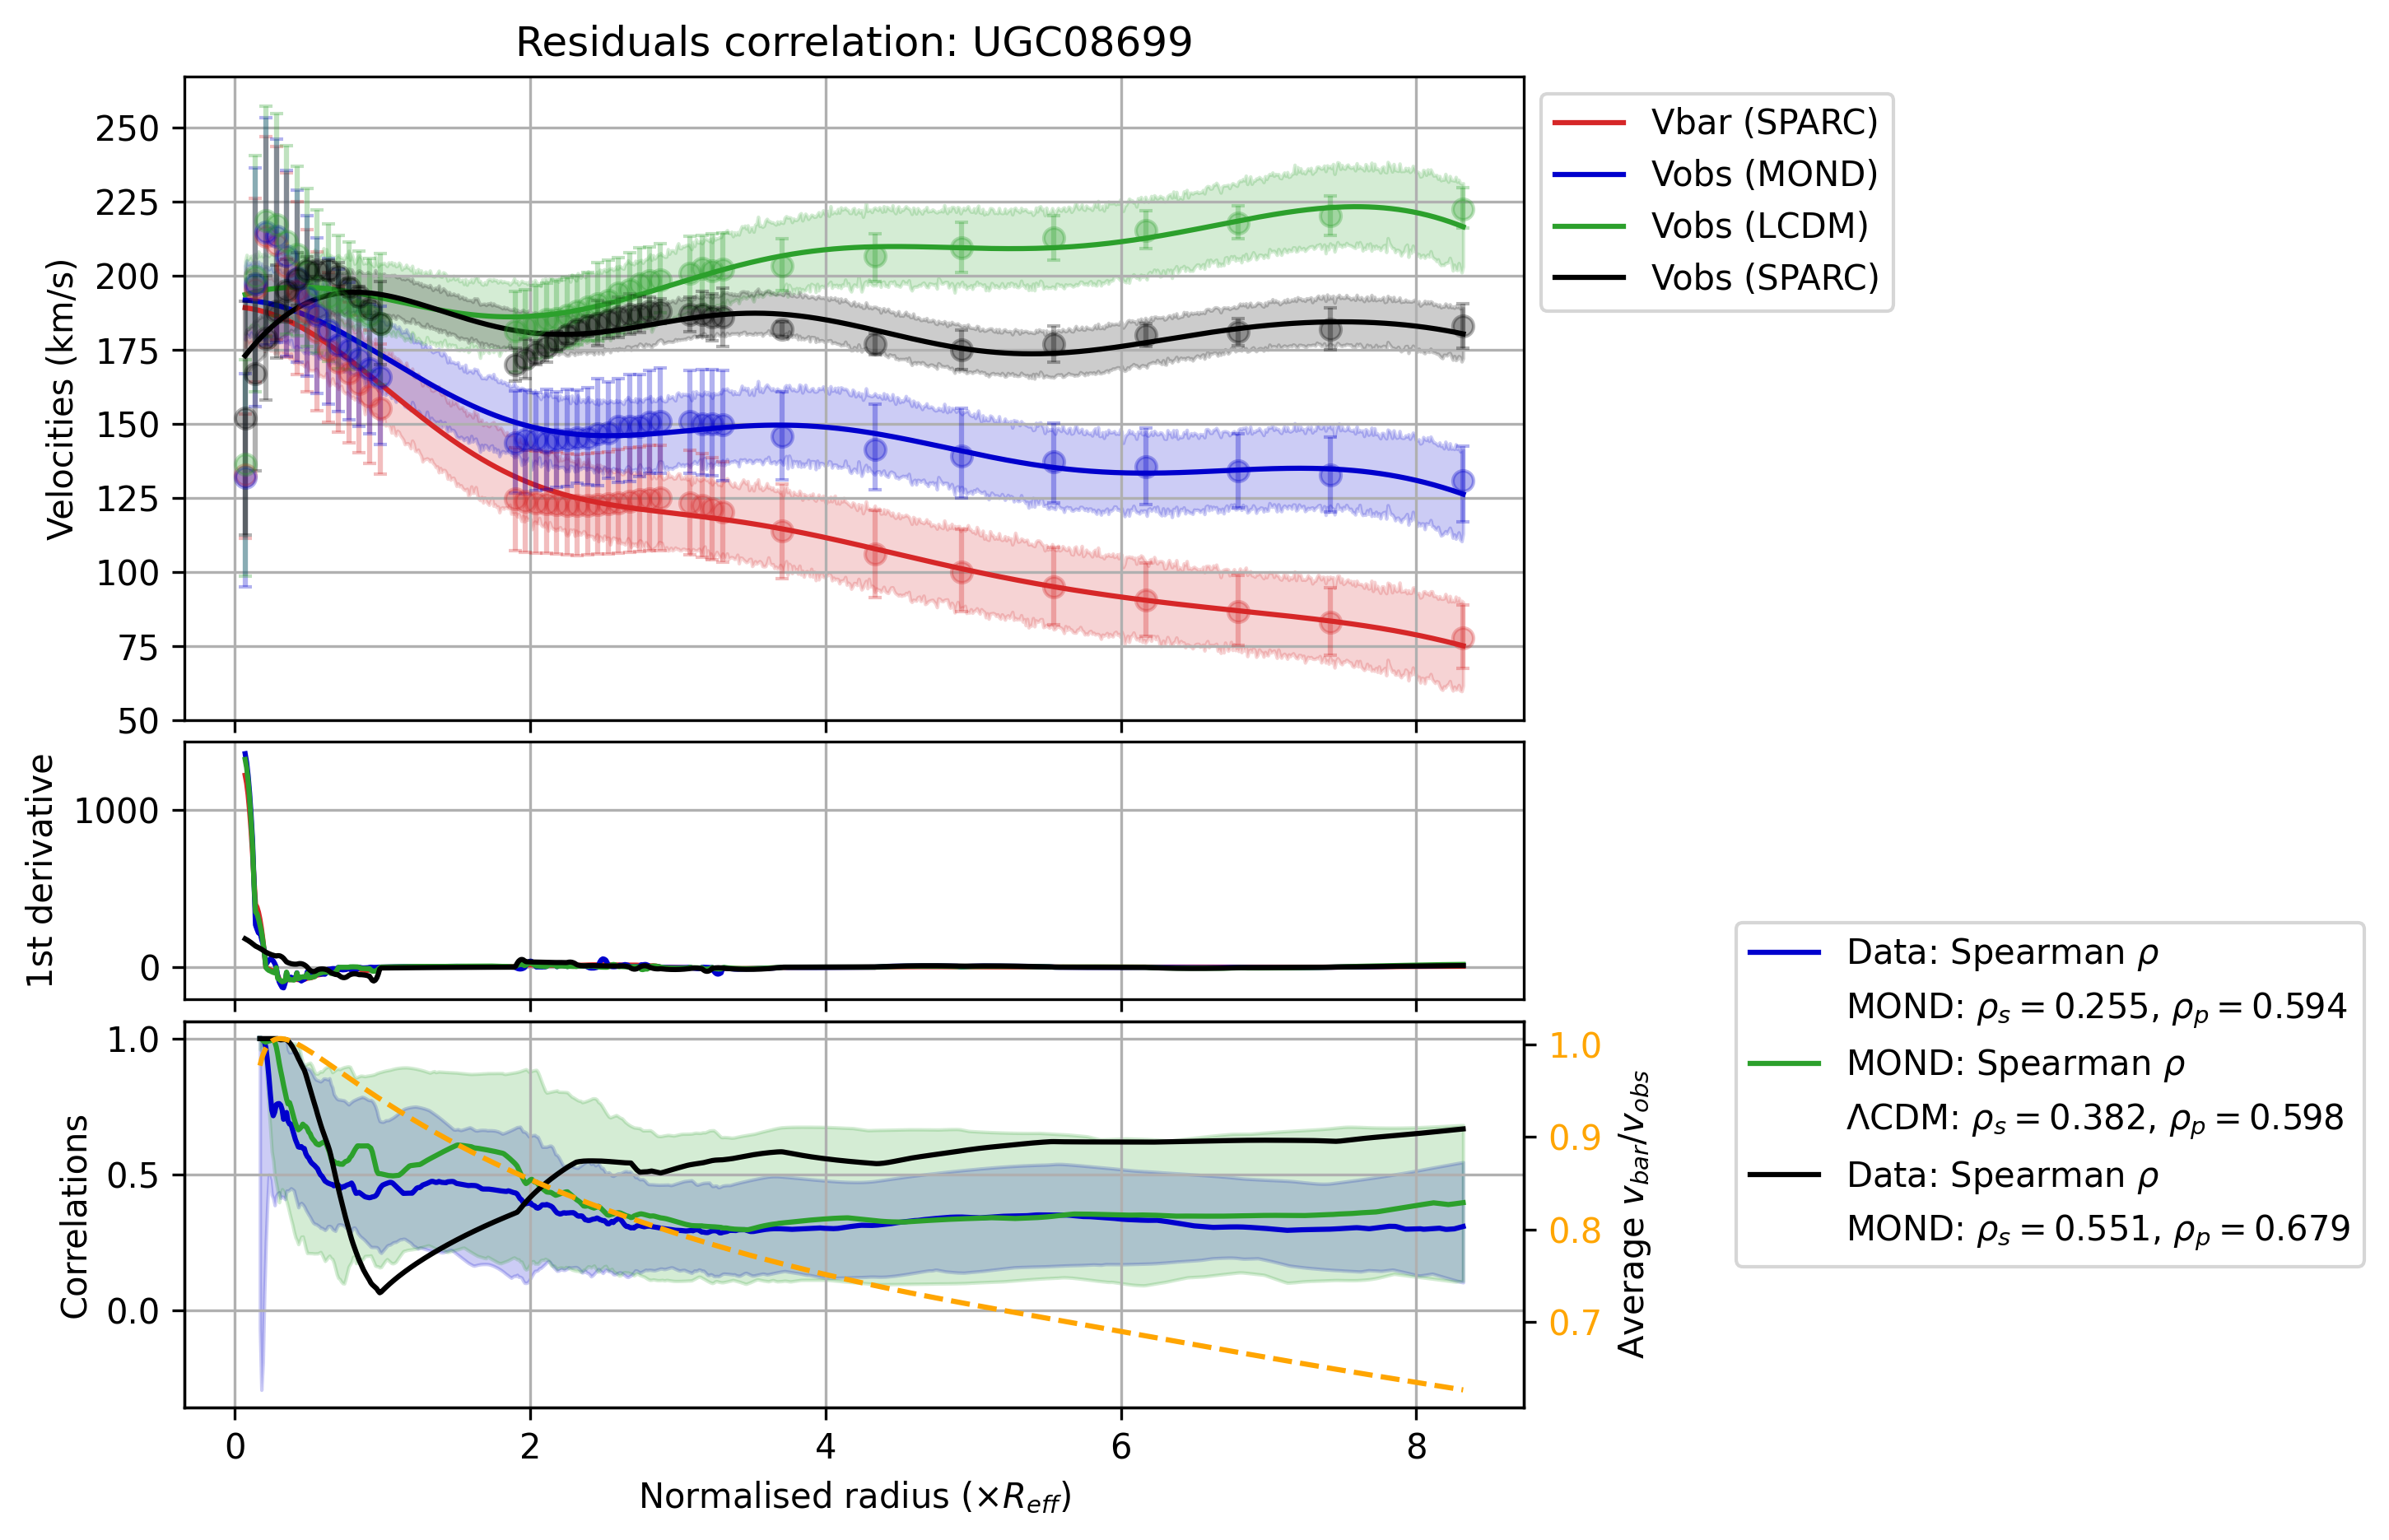 Residuals correlation: UGC08699
Velocities (km/s)
250
225
200
175
150
125
100
75
50
Vbar (SPARC)
Vobs (MOND)
Vobs (LCDM)
Vobs (SPARC)
1st derivative
1000
0
Correlations
1.0
0.5
0.0
1.0
0.9
0.8
0.7
Average v_bar/v_obs
0 2 4 6 8
Normalised radius (×R_eff)
Data: Spearman ρ
MOND: ρ_s = 0.255, ρ_p = 0.594
MOND: Spearman ρ
ΛCDM: ρ_s = 0.382, ρ_p = 0.598
Data: Spearman ρ
MOND: ρ_s = 0.551, ρ_p = 0.679